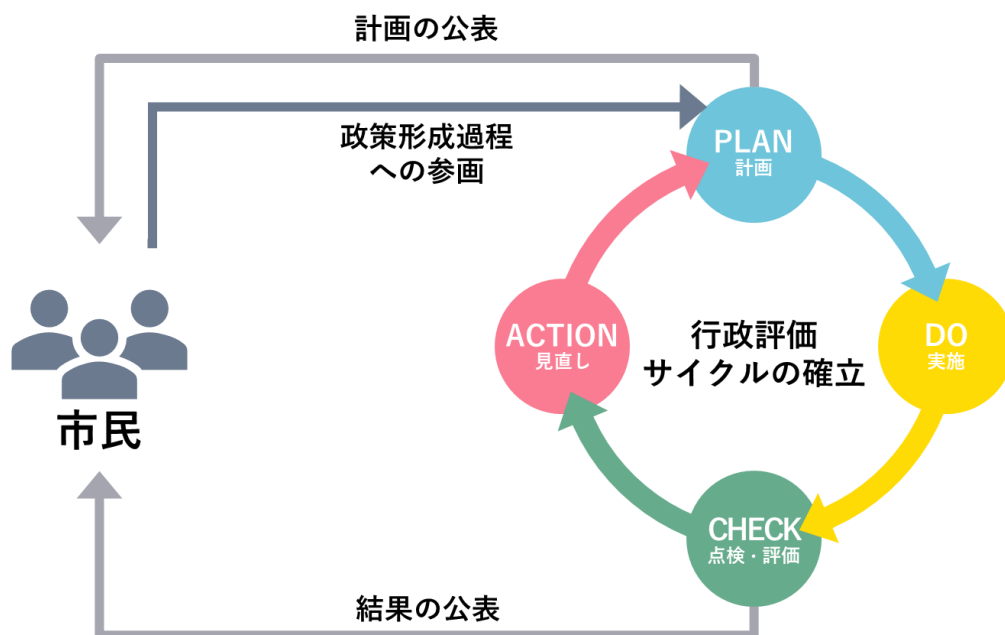 計画の公表
政策形成過程
への参画
PLAN
計画
ACTION
見直し
行政評価
サイクルの確立
DO
実施
市民
CHECK
点検・評価
結果の公表